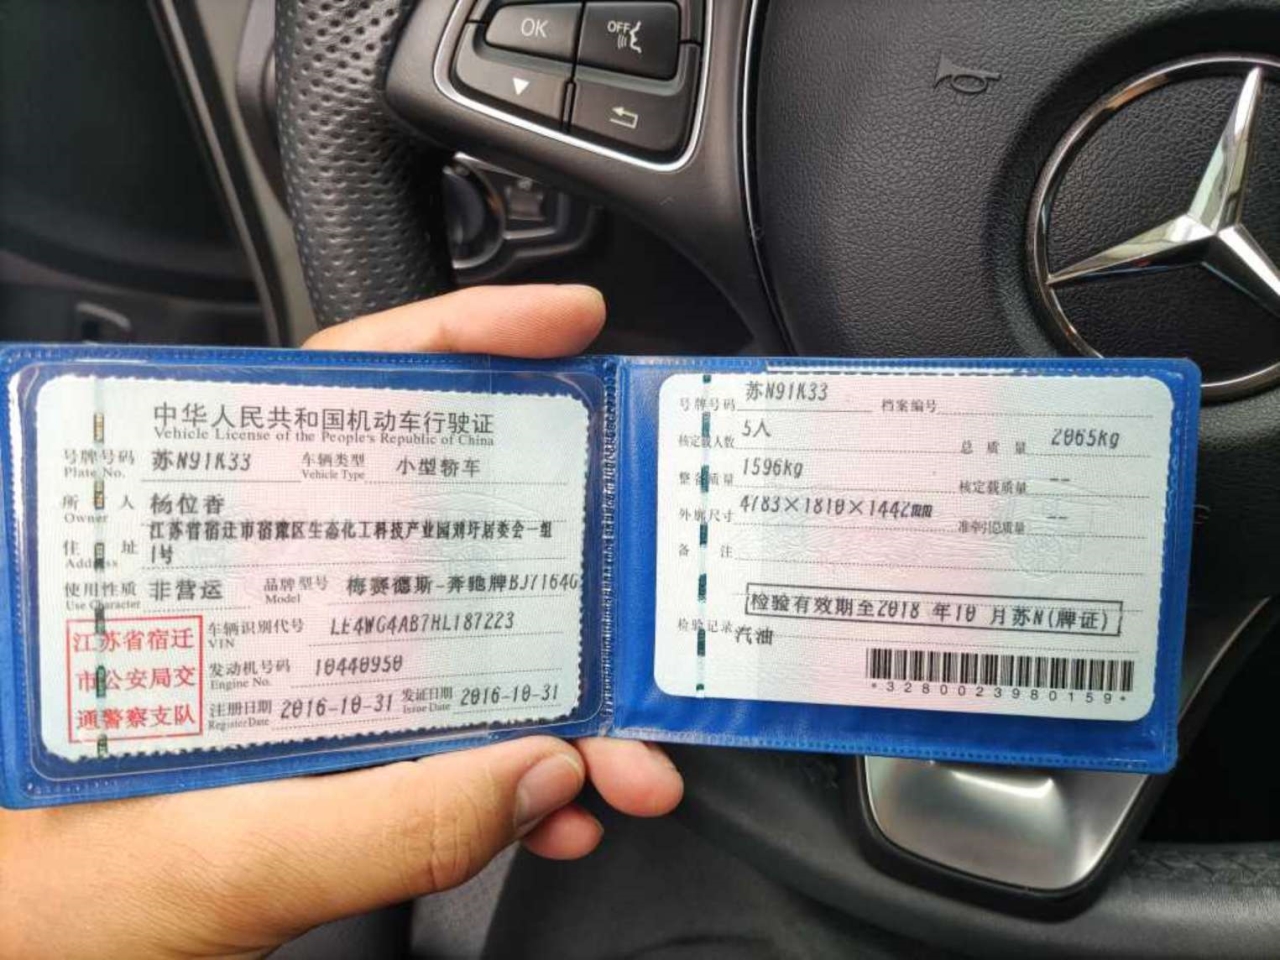 OK
OFF
中华人民共和国机动车行驶证
Vehicle License of the People's Republic of China
号牌号码 苏N91K33 车辆类型 小型轿车
Plate No. Vehicle Type
所 有 人 杨位香
Owner
住 址 江苏省宿迁市宿豫区生态化工科技产业园刘圩居委会一组
1号
Address
使用性质 非营运 品牌型号 梅赛德斯-奔驰牌BJ7164G
Use Character Model
江苏省宿迁
市公安局交
通警察支队
车辆识别代号 LE4WG4AB7HL187223
VIN
发动机号码 10440950
Engine No.
注册日期 2016-10-31 发证日期 2016-10-31
Register Date Issue Date
号牌号码 苏N91K33 档案编号
核定载人数 5人 总 质 量 2065kg
整备质量 1596kg 核定载质量 --
外廓尺寸 4783×1810×1442mm 准牵引总质量 --
备 注
检验有效期至2018 年10 月苏N(牌证)
检验记录 汽油
*3280023980159*